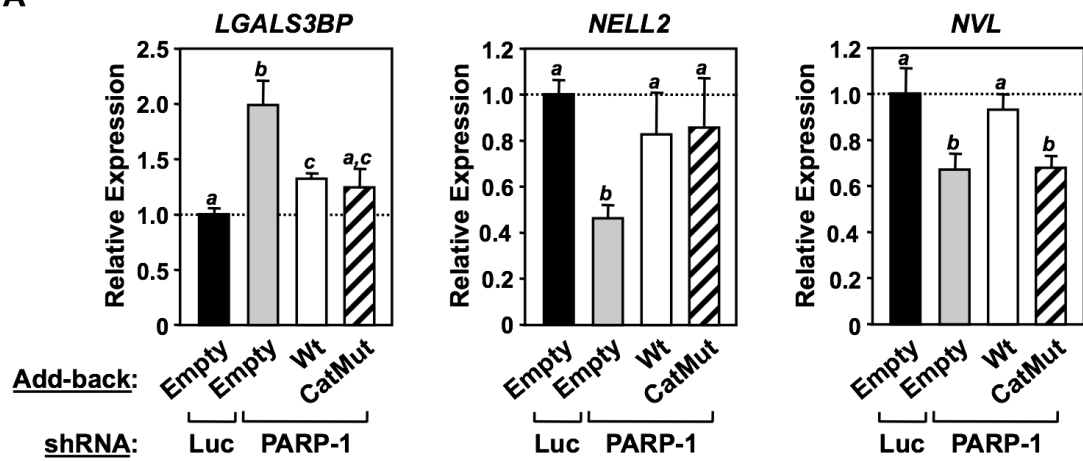 A
LGALS3BP NELL2 NVL
Relative Expression
2.5
2.0
1.5
1.0
0.5
0
a
b
c
a,c
Relative Expression
1.2
1.0
0.8
0.6
0.4
0.2
0
a
b
a
a
Relative Expression
1.2
1.0
0.8
0.6
0.4
0.2
0
a
b
a
b
Add-back: Empty Empty Wt CatMut Empty Empty Wt CatMut Empty Empty Wt CatMut
shRNA: Luc PARP-1 Luc PARP-1 Luc PARP-1